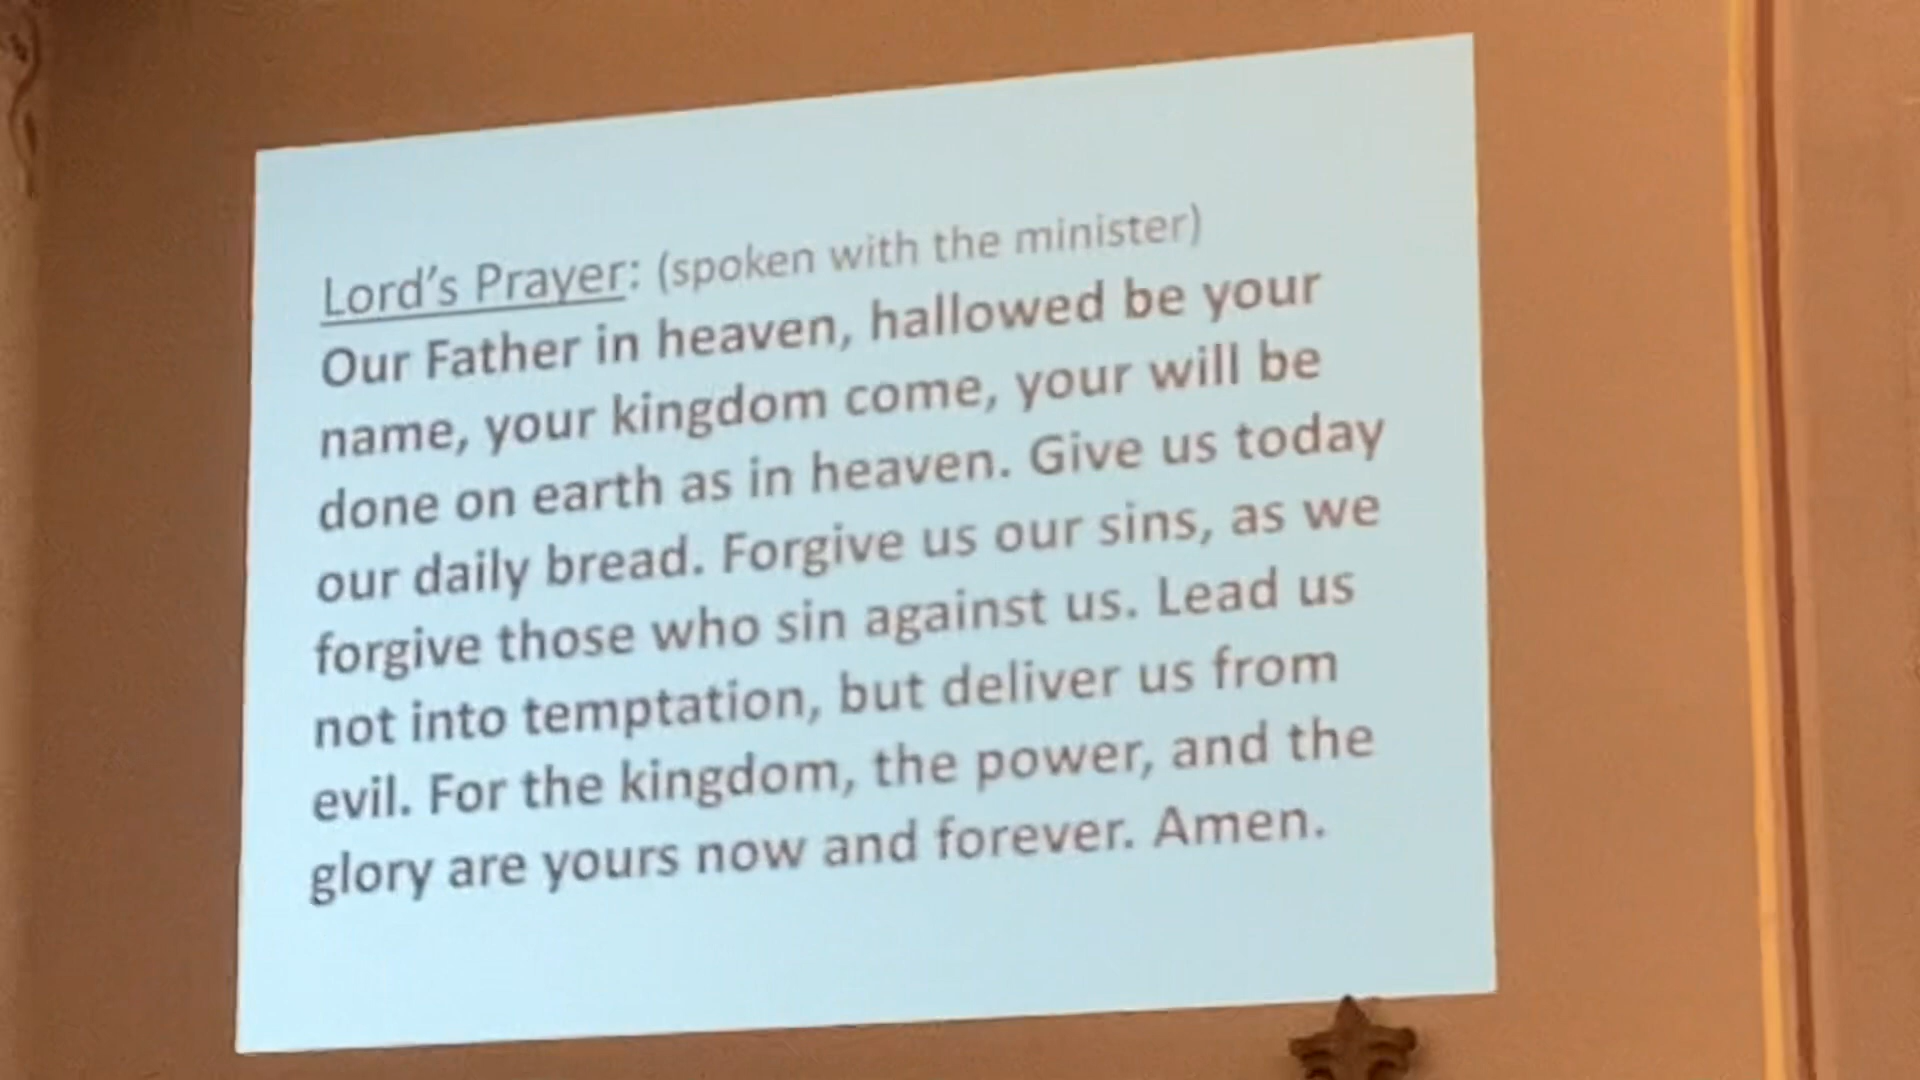 Lord's Prayer: (spoken with the minister)
Our Father in heaven, hallowed be your
name, your kingdom come, your will be
done on earth as in heaven. Give us today
our daily bread. Forgive us our sins, as we
forgive those who sin against us. Lead us
not into temptation, but deliver us from
evil. For the kingdom, the power, and the
glory are yours now and forever. Amen.